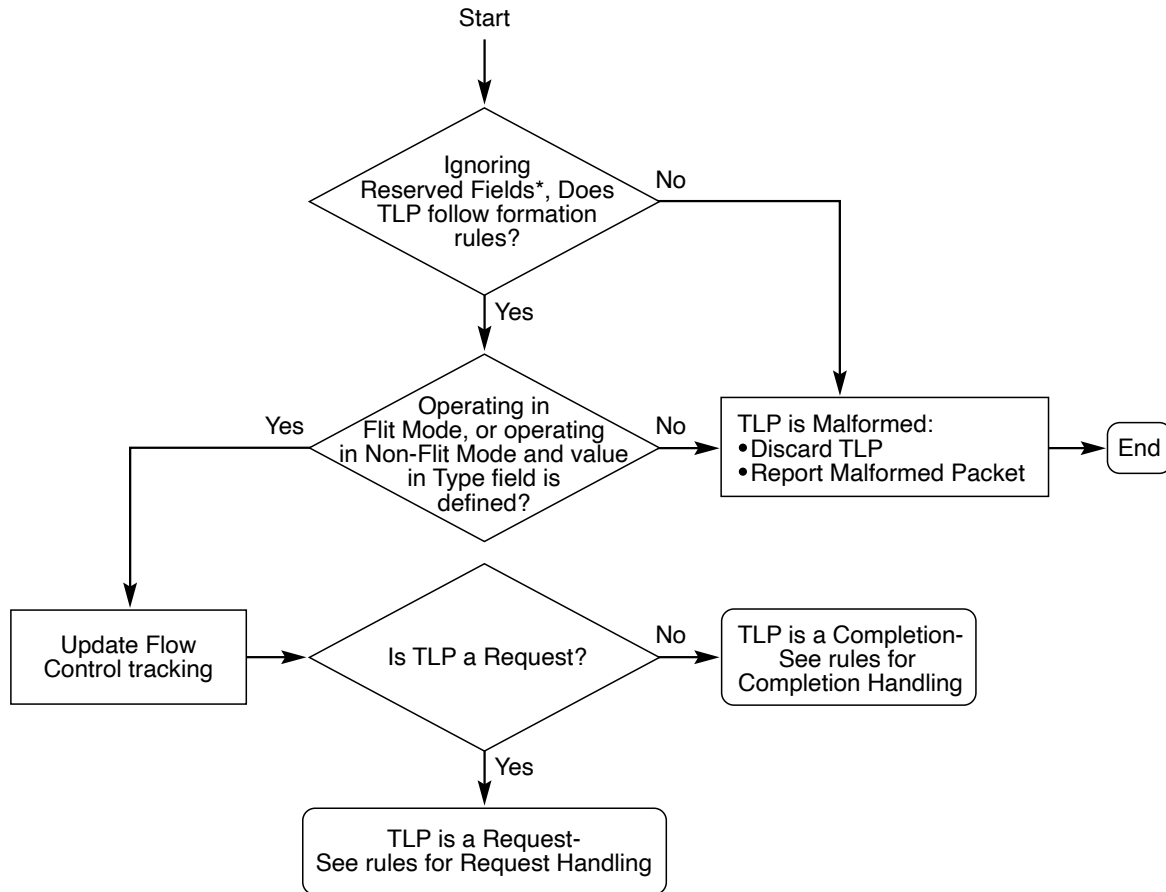 Start
Ignoring
Reserved Fields*, Does
TLP follow formation
rules?
No
Yes
Operating in
Flit Mode, or operating
in Non-Flit Mode and value
in Type field is
defined?
Yes
No
TLP is Malformed:
•Discard TLP
•Report Malformed Packet
End
Update Flow
Control tracking
Is TLP a Request?
No
TLP is a Completion-
See rules for
Completion Handling
Yes
TLP is a Request-
See rules for Request Handling